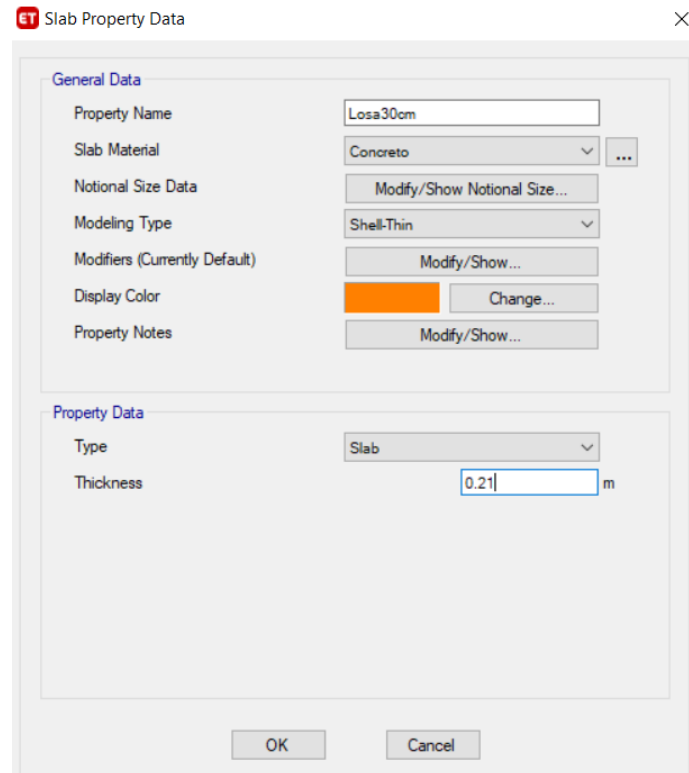 ET Slab Property Data
General Data
Property Name Losa30cm
Slab Material Concreto ...
Notional Size Data Modify/Show Notional Size...
Modeling Type Shell-Thin
Modifiers (Currently Default) Modify/Show...
Display Color Change...
Property Notes Modify/Show...
Property Data
Type Slab
Thickness 0.21 m
OK Cancel